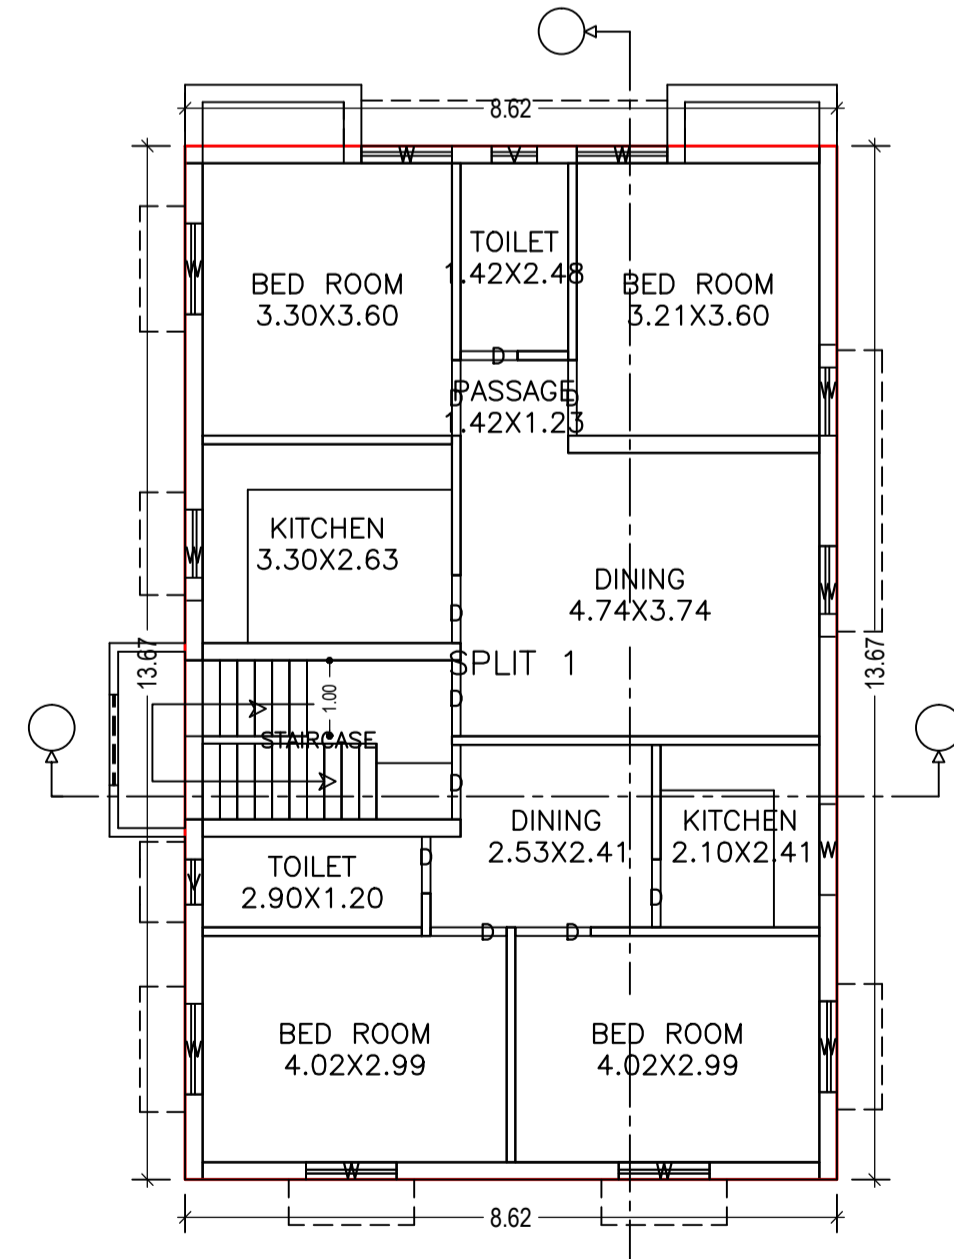 8.62
W
V
W
TOILET
1.42X2.48
W
BED ROOM
3.30X3.60
BED ROOM
3.21X3.60
D
PASSAGE
1.42X1.23
D
D
W
KITCHEN
3.30X2.63
W
DINING
4.74X3.74
W
D
13.67
SPLIT 1
13.67
1.00
D
STAIRCASE
D
DINING
2.53X2.41
KITCHEN
2.10X2.41
W
D
TOILET
2.90X1.20
V
D
D
D
BED ROOM
4.02X2.99
BED ROOM
4.02X2.99
W
W
W
W
8.62